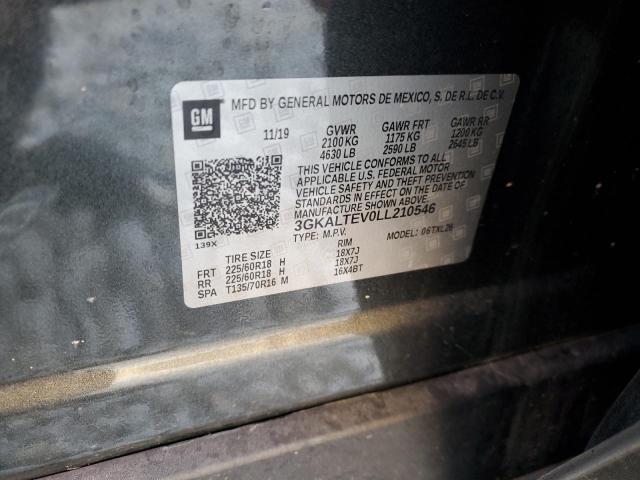 GM
MFD BY GENERAL MOTORS DE MEXICO, S. DE R.L. DE C.V.
11/19 GVWR GAWR FRT GAWR RR
2100 KG 1175 KG 1200 KG
4630 LB 2590 LB 2645 LB
THIS VEHICLE CONFORMS TO ALL
APPLICABLE U.S. FEDERAL MOTOR
VEHICLE SAFETY AND THEFT PREVENTION
STANDARDS IN EFFECT ON THE DATE OF
MANUFACTURE SHOWN ABOVE.
3GKALTEV0LL210546
139X
TYPE: M.P.V. MODEL: 06TXL26
TIRE SIZE RIM
FRT 225/60R18 H 18X7J
RR 225/60R18 H 18X7J
SPA T135/70R16 M 16X4BT